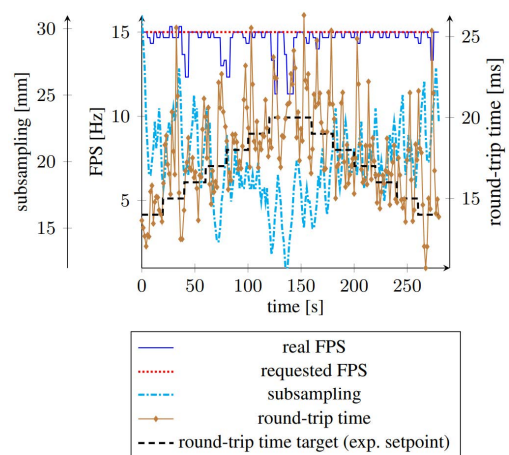 30
25
20
15
subsampling [mm]
15
10
5
FPS [Hz]
25
20
15
round-trip time [ms]
0
50
100
150
200
250
time [s]
real FPS
requested FPS
subsampling
round-trip time
round-trip time target (exp. setpoint)